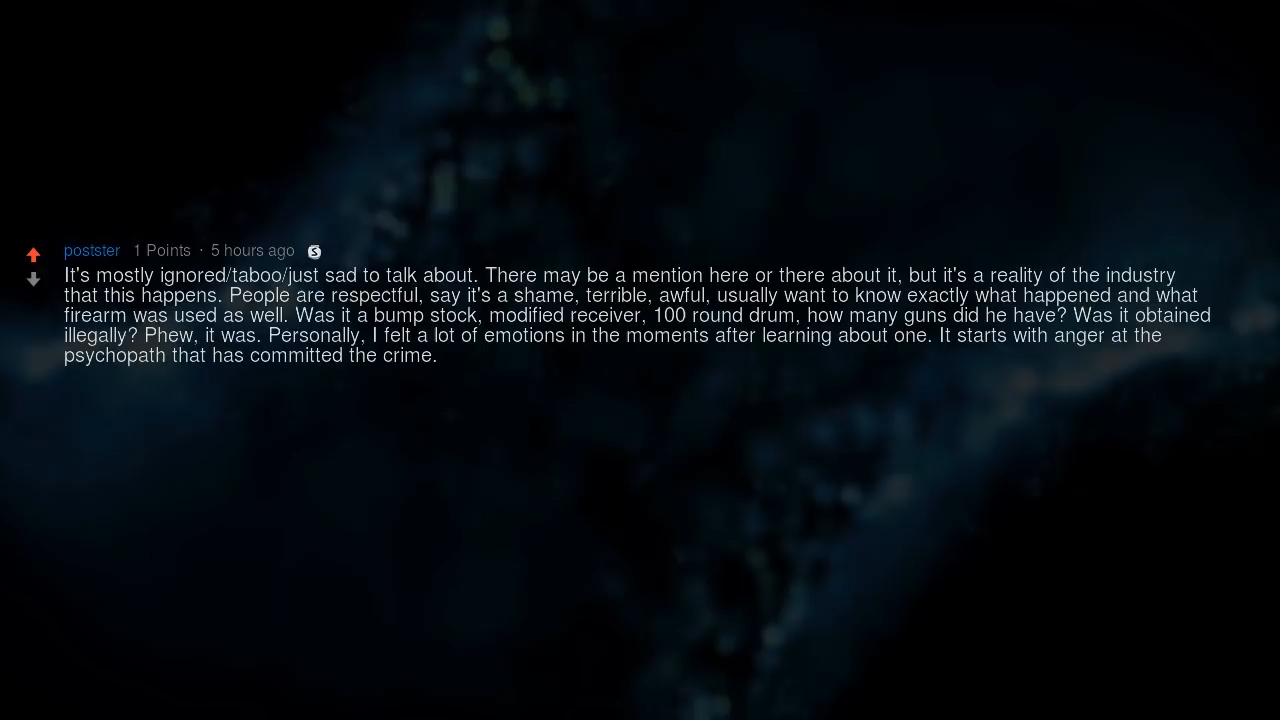 postster 1 Points · 5 hours ago S
It's mostly ignored/taboo/just sad to talk about. There may be a mention here or there about it, but it's a reality of the industry
that this happens. People are respectful, say it's a shame, terrible, awful, usually want to know exactly what happened and what
firearm was used as well. Was it a bump stock, modified receiver, 100 round drum, how many guns did he have? Was it obtained
illegally? Phew, it was. Personally, I felt a lot of emotions in the moments after learning about one. It starts with anger at the
psychopath that has committed the crime.